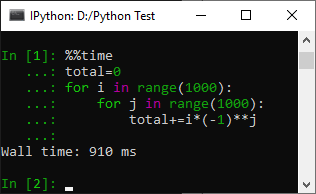 IPython: D:/Python Test
In [1]: %%time
   ...: total=0
   ...: for i in range(1000):
   ...:     for j in range(1000):
   ...:         total+=i*(-1)**j
   ...:
Wall time: 910 ms
In [2]: